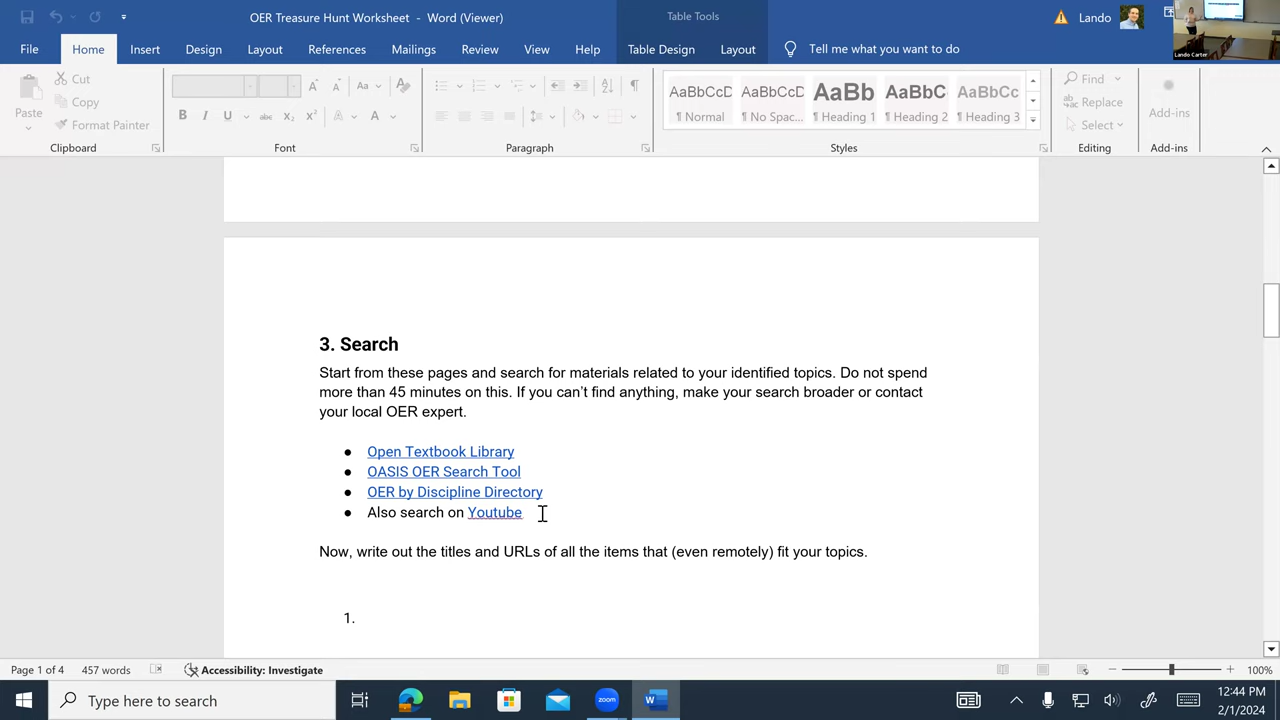 OER Treasure Hunt Worksheet - Word (Viewer)
Table Tools
Lando
Lando Carter
File Home Insert Design Layout References Mailings Review View Help Table Design Layout Tell me what you want to do
Paste
Cut
Copy
Format Painter
Clipboard
Font
Paragraph
AaBbCcD
¶ Normal
AaBbCcD
¶ No Spac...
AaBb
¶ Heading 1
AaBbC
¶ Heading 2
AaBbCc
¶ Heading 3
Styles
Find
Replace
Select
Editing
Add-ins
Add-ins
3. Search
Start from these pages and search for materials related to your identified topics. Do not spend
more than 45 minutes on this. If you can't find anything, make your search broader or contact
your local OER expert.
● Open Textbook Library
● OASIS OER Search Tool
● OER by Discipline Directory
● Also search on Youtube
Now, write out the titles and URLs of all the items that (even remotely) fit your topics.
1.
Page 1 of 4 457 words Accessibility: Investigate 100%
Type here to search
zoom
12:44 PM
2/1/2024